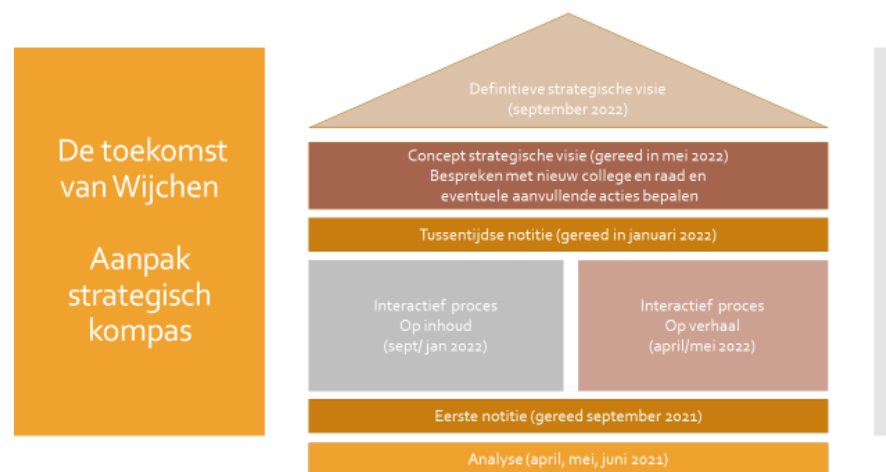 De toekomst
van Wijchen
Aanpak
strategisch
kompas
Definitieve strategische visie
(september 2022)
Concept strategische visie (gereed in mei 2022)
Bespreken met nieuw college en raad en
eventuele aanvullende acties bepalen
Tussentijdse notitie (gereed in januari 2022)
Interactief proces
Op inhoud
(sept/ jan 2022)
Interactief proces
Op verhaal
(april/mei 2022)
Eerste notitie (gereed september 2021)
Analyse (april, mei, juni 2021)